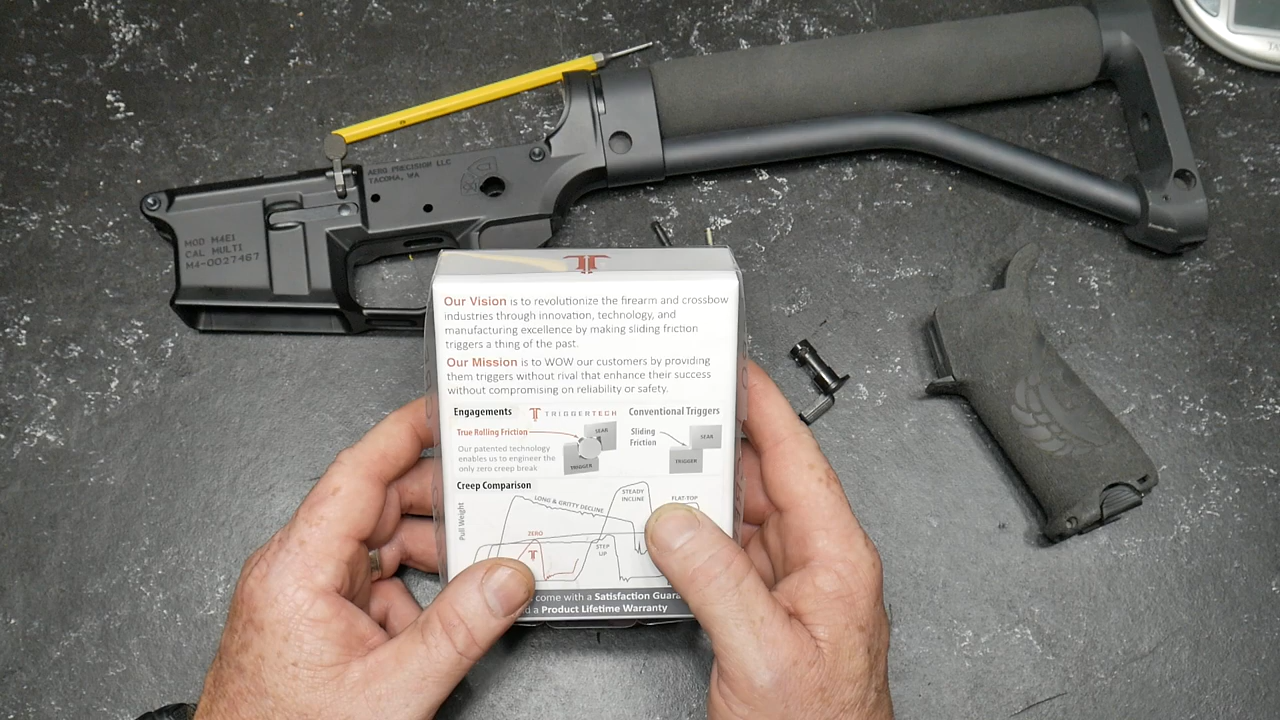 AERO PRECISION LLC
TACOMA, WA
MOD M4E1
CAL MULTI
M4-0027467
Our Vision is to revolutionize the firearm and crossbow
industries through innovation, technology, and
manufacturing excellence by making sliding friction
triggers a thing of the past.
Our Mission is to WOW our customers by providing
them triggers without rival that enhance their success
without compromising on reliability or safety.
Engagements
TRIGGERTECH
Conventional Triggers
True Rolling Friction
SEAR
TRIGGER
Our patented technology
enables us to engineer the
only zero creep break
Sliding
Friction
SEAR
TRIGGER
Creep Comparison
Pull Weight
LONG & GRITTY DECLINE
STEADY
INCLINE
FLAT-TOP
ZERO
STEP
UP
come with a Satisfaction
a Product Lifetime Warranty